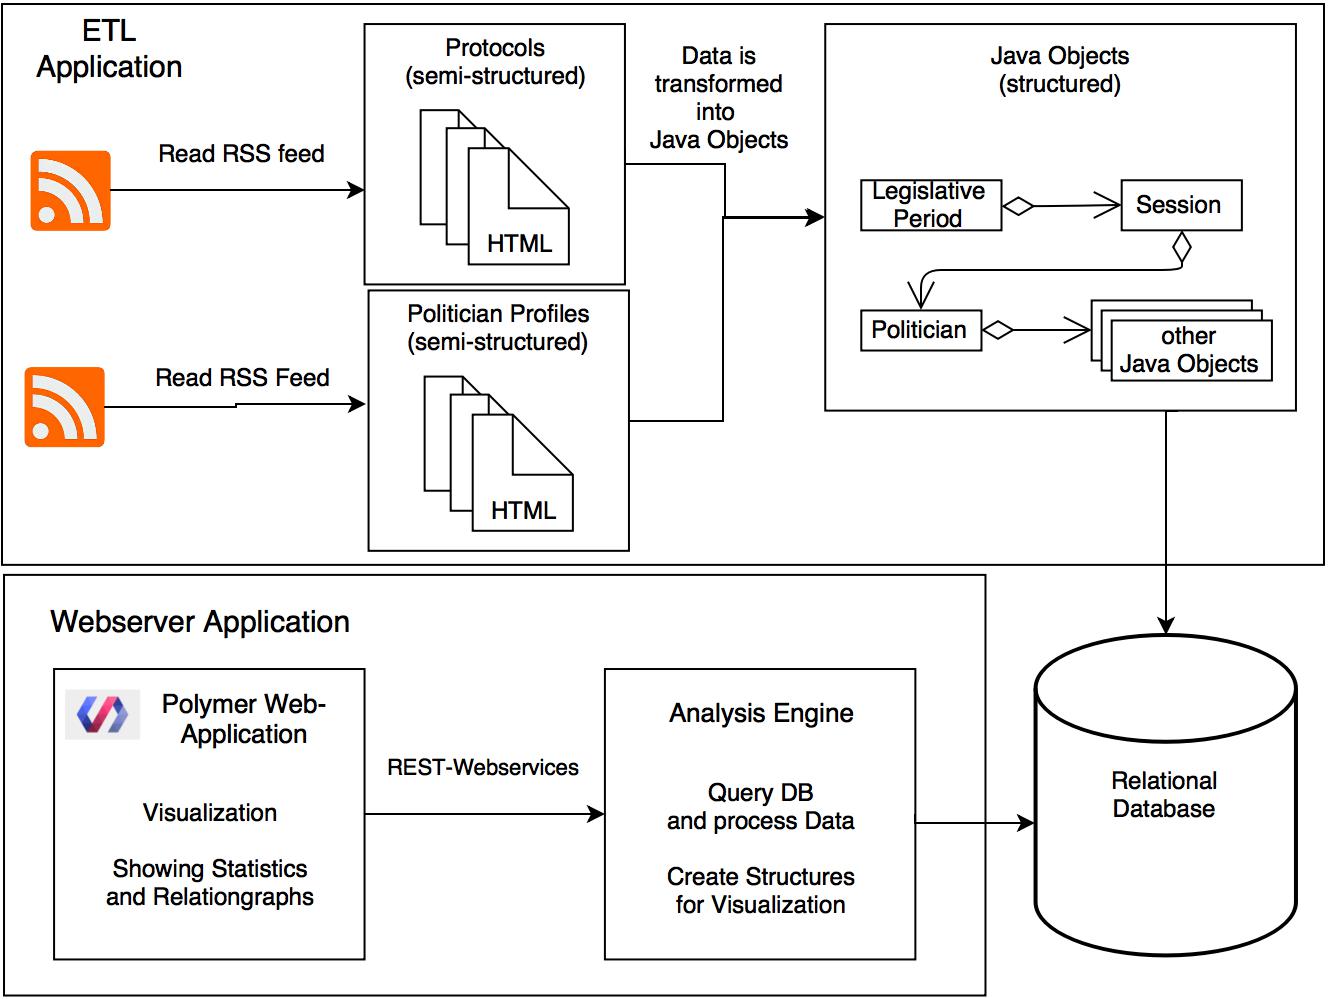 ETL
Application
Read RSS feed
Protocols
(semi-structured)
HTML
Data is
transformed
into
Java Objects
Java Objects
(structured)
Legislative
Period
Session
Politician
other
Java Objects
Read RSS Feed
Politician Profiles
(semi-structured)
HTML
Webserver Application
Polymer Web-
Application
Visualization
Showing Statistics
and Relationgraphs
REST-Webservices
Analysis Engine
Query DB
and process Data
Create Structures
for Visualization
Relational
Database